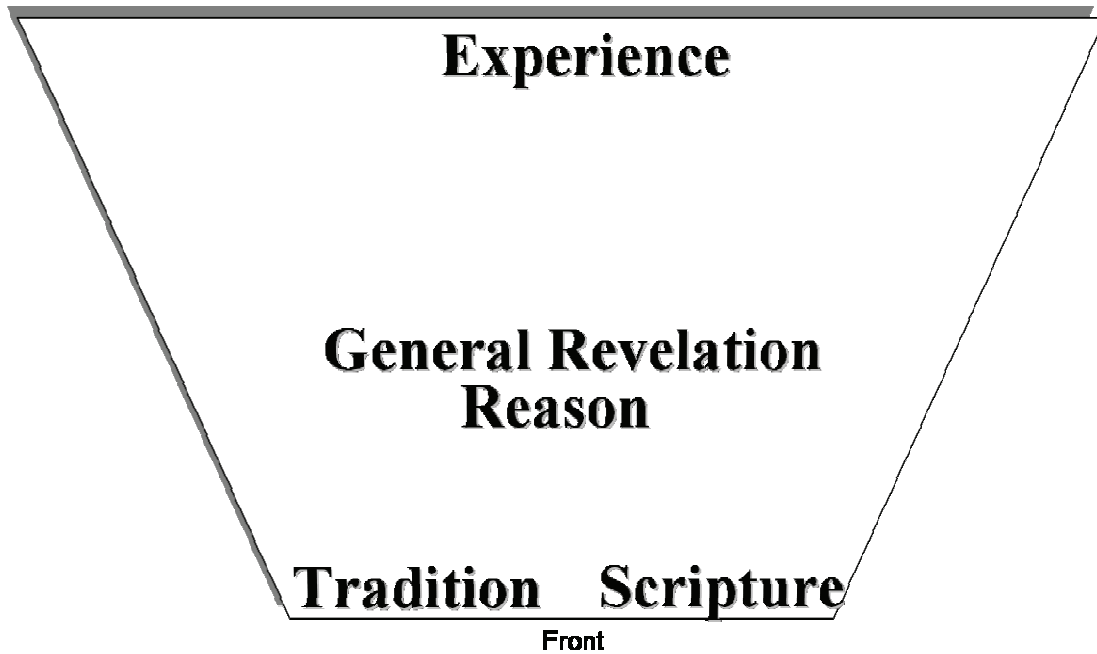 Experience
General Revelation
Reason
Tradition Scripture
Front